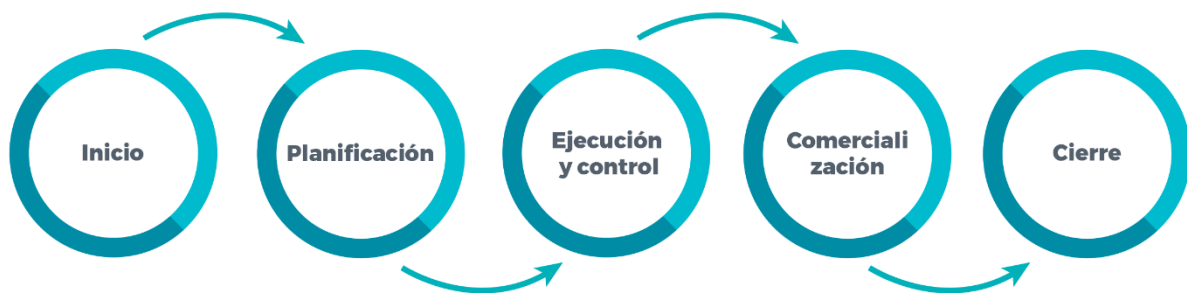 Inicio
Planificación
Ejecución
y control
Comerciali
zación
Cierre